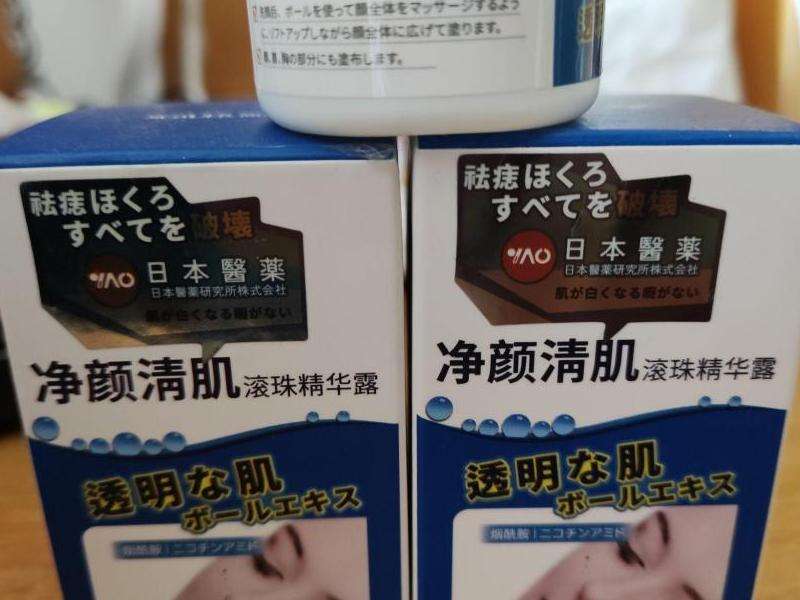 洗顔后、ボールを使って顔全体をマッサージするよう
に、リフトアップしながら顔全体に広げて塗ります。
胸の部分にも塗布します。
祛痣ほくろ
すべてを破壊
YAO
日本醫薬
日本醫薬研究所株式会社
肌が白くなる暇がない
净颜清肌滚珠精华露
透明な肌
ボールエキス
烟酰胺|ニコチンアミド
祛痣ほくろ
すべてを破壊
YAO
日本醫薬
日本醫薬研究所株式会社
肌が白くなる暇がない
净颜清肌滚珠精华露
透明な肌
ボールエキス
烟酰胺|ニコチンアミド